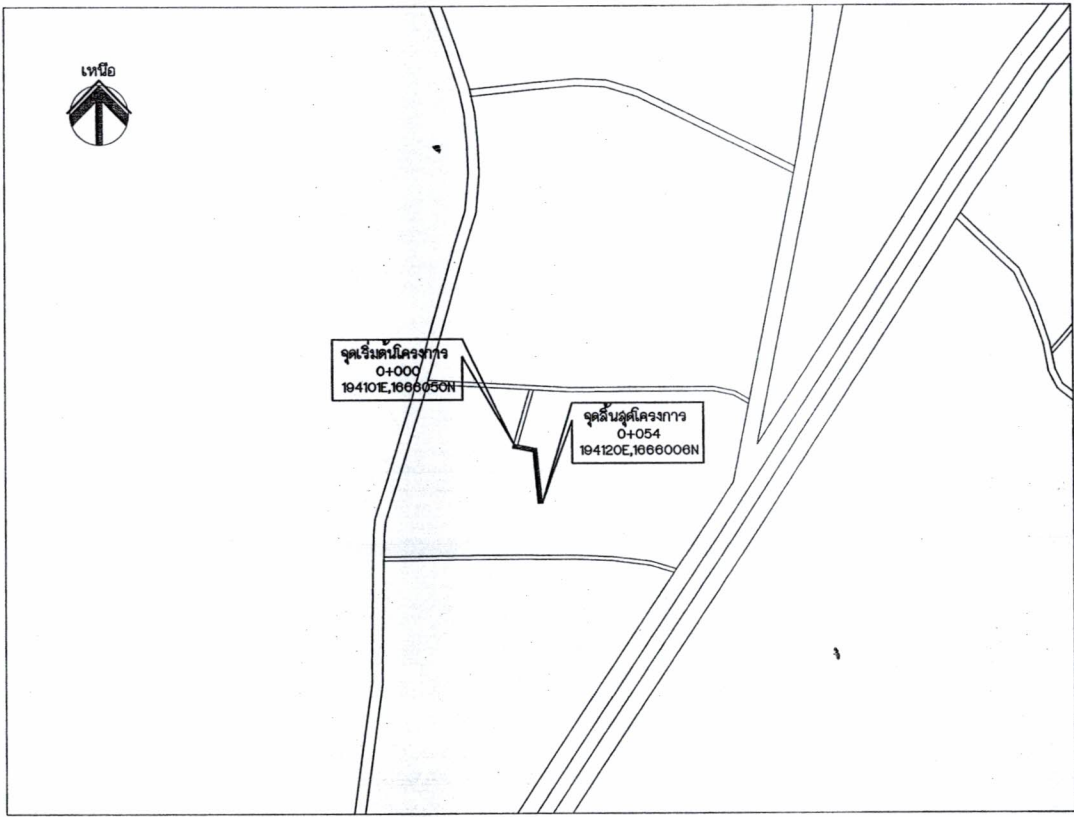 เหนือ
จุดเริ่มต้นโครงการ
0+000
194101E,1666050N
จุดสิ้นสุดโครงการ
0+054
194120E,1666006N